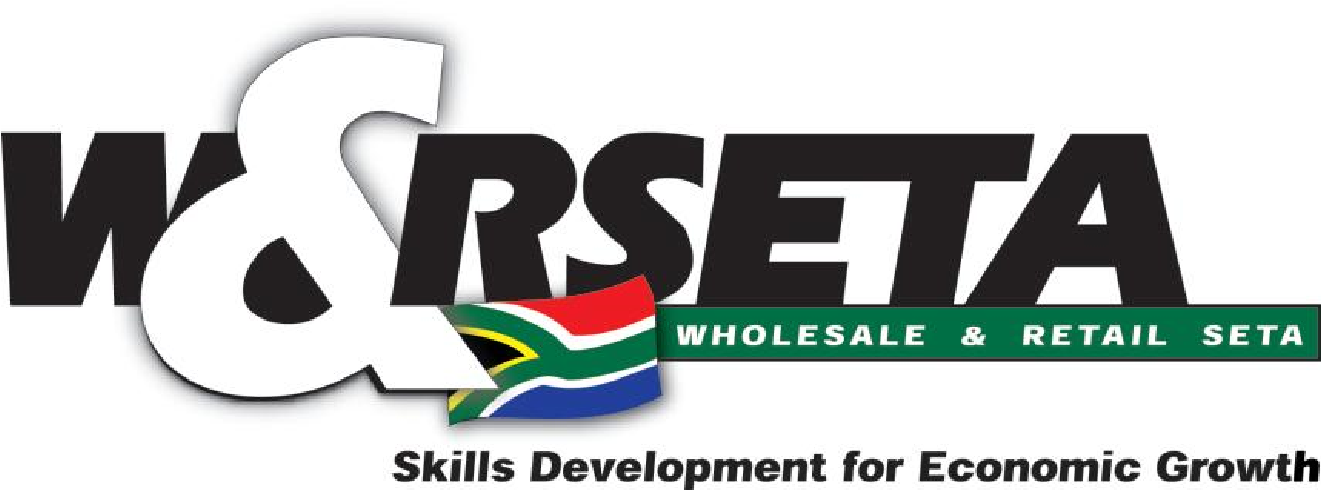 W&RSETA
WHOLESALE & RETAIL SETA
Skills Development for Economic Growth